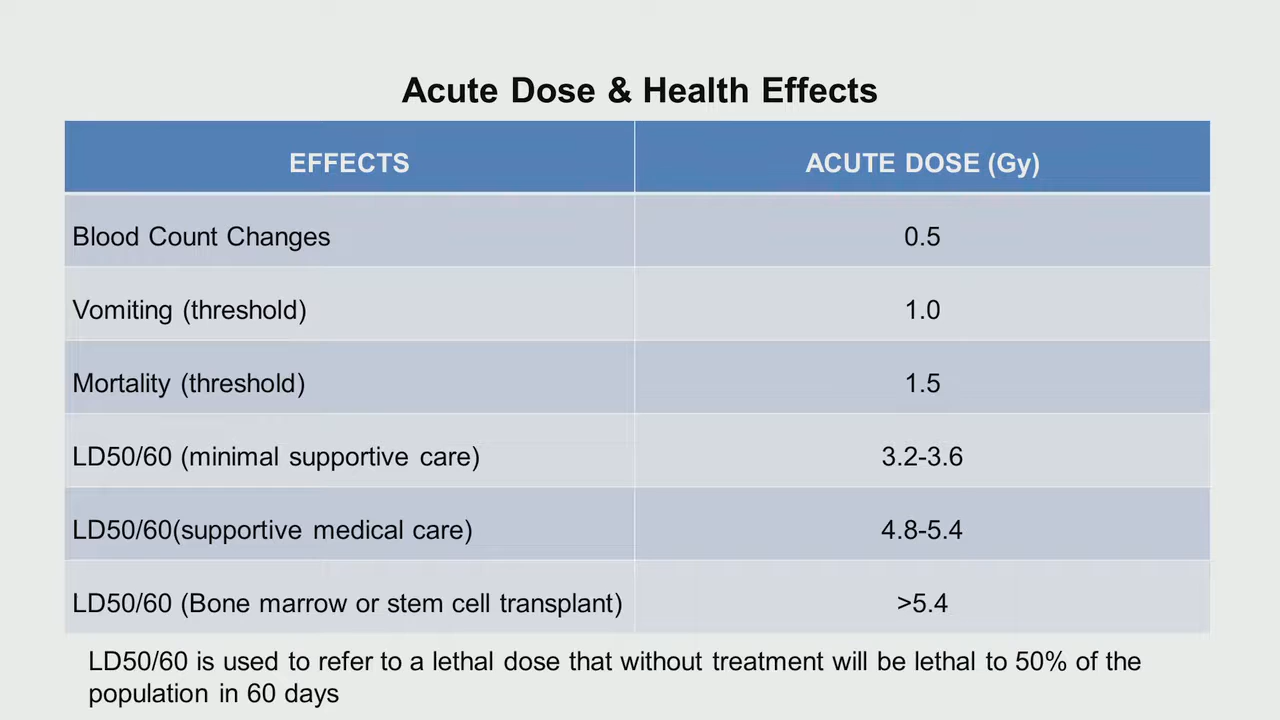 Acute Dose & Health Effects
EFFECTS ACUTE DOSE (Gy)
Blood Count Changes 0.5
Vomiting (threshold) 1.0
Mortality (threshold) 1.5
LD50/60 (minimal supportive care) 3.2-3.6
LD50/60(supportive medical care) 4.8-5.4
LD50/60 (Bone marrow or stem cell transplant) >5.4
LD50/60 is used to refer to a lethal dose that without treatment will be lethal to 50% of the
population in 60 days